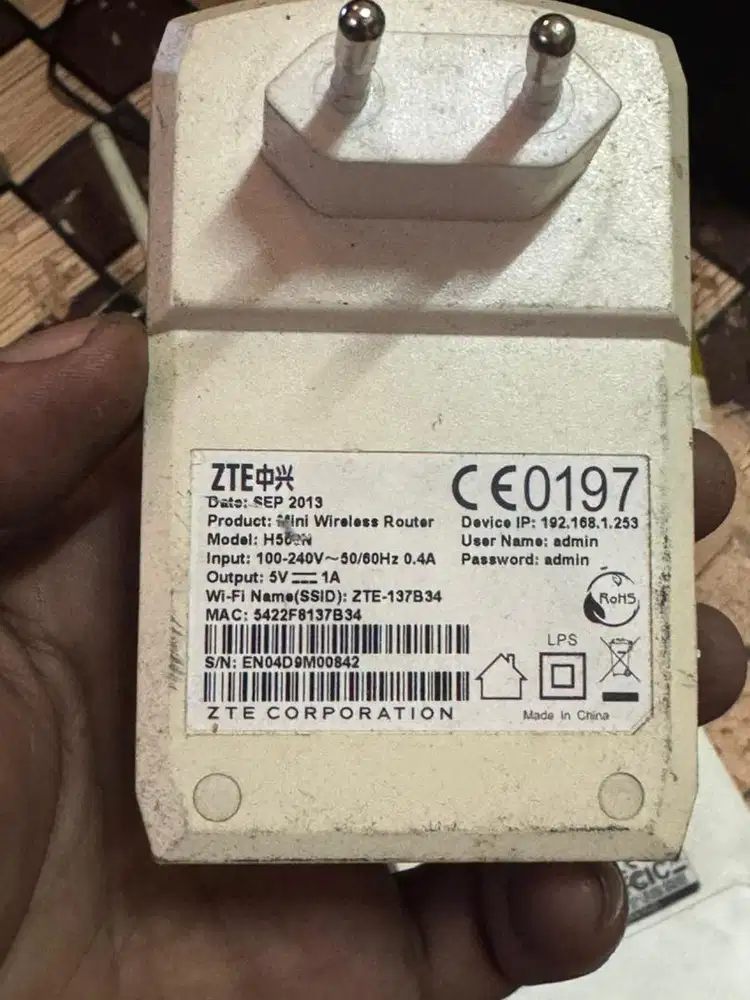 ZTE中兴
Date: SEP 2013
Product: Mini Wireless Router
Model:
Input: 100-240V～50/60Hz 0.4A
Output: 5V⎓1A
Wi-Fi Name(SSID): ZTE-137B34
MAC: 5422F8137B34
S/N: EN04D9M00842
ZTE CORPORATION
CE0197
Device IP: 192.168.1.253
User Name: admin
Password: admin
RoHS
LPS
Made In China